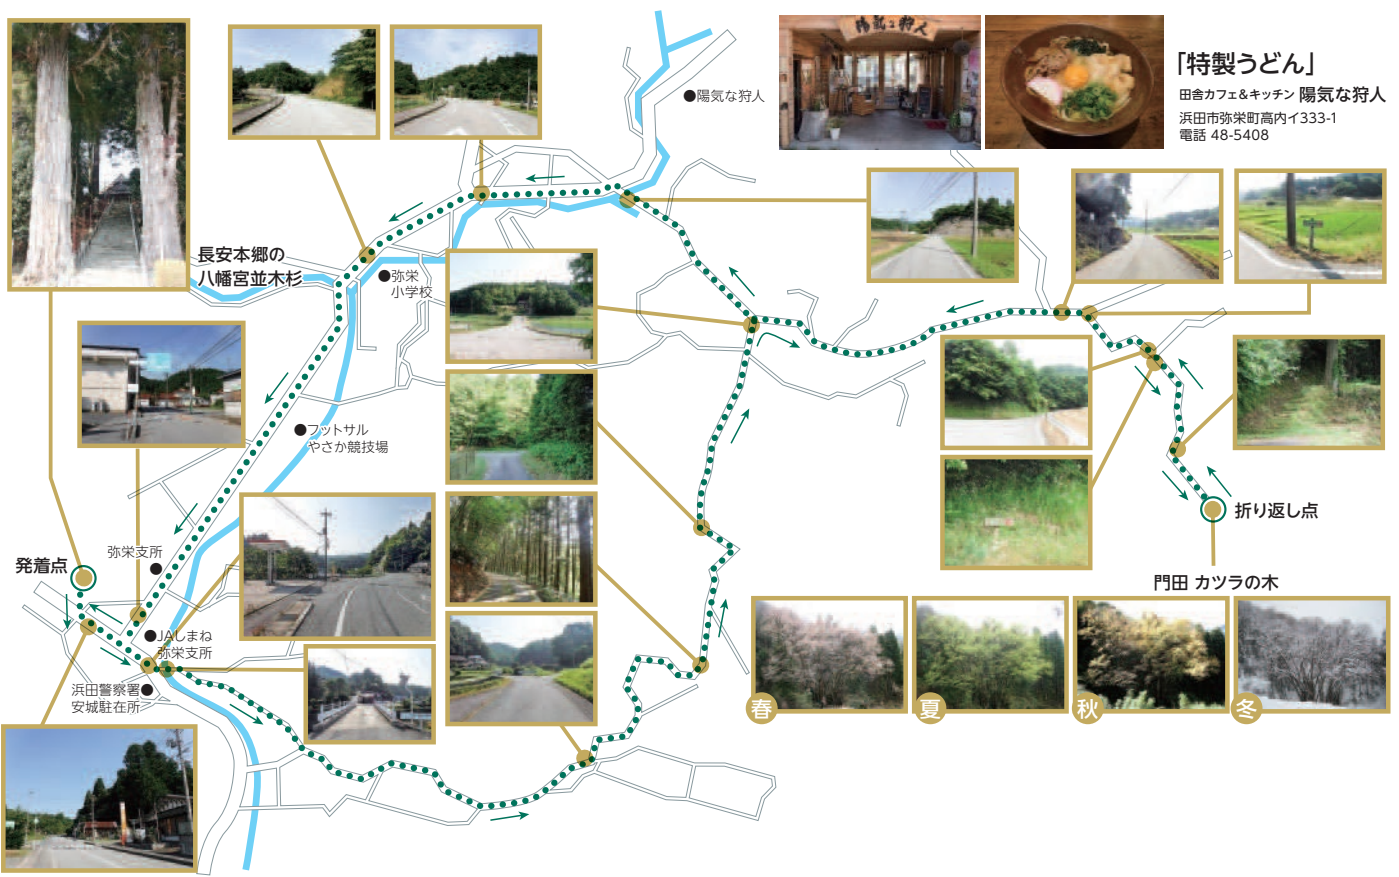 陽気な狩人
「特製うどん」
田舎カフェ&キッチン 陽気な狩人
浜田市弥栄町高内イ333-1
電話 48-5408
●陽気な狩人
長安本郷の
八幡宮並木杉
●弥栄
小学校
●フットサル
やさか競技場
弥栄支所
発着点
●JAしまね
弥栄支所
浜田警察署
安城駐在所
折り返し点
門田 カツラの木
春
夏
秋
冬